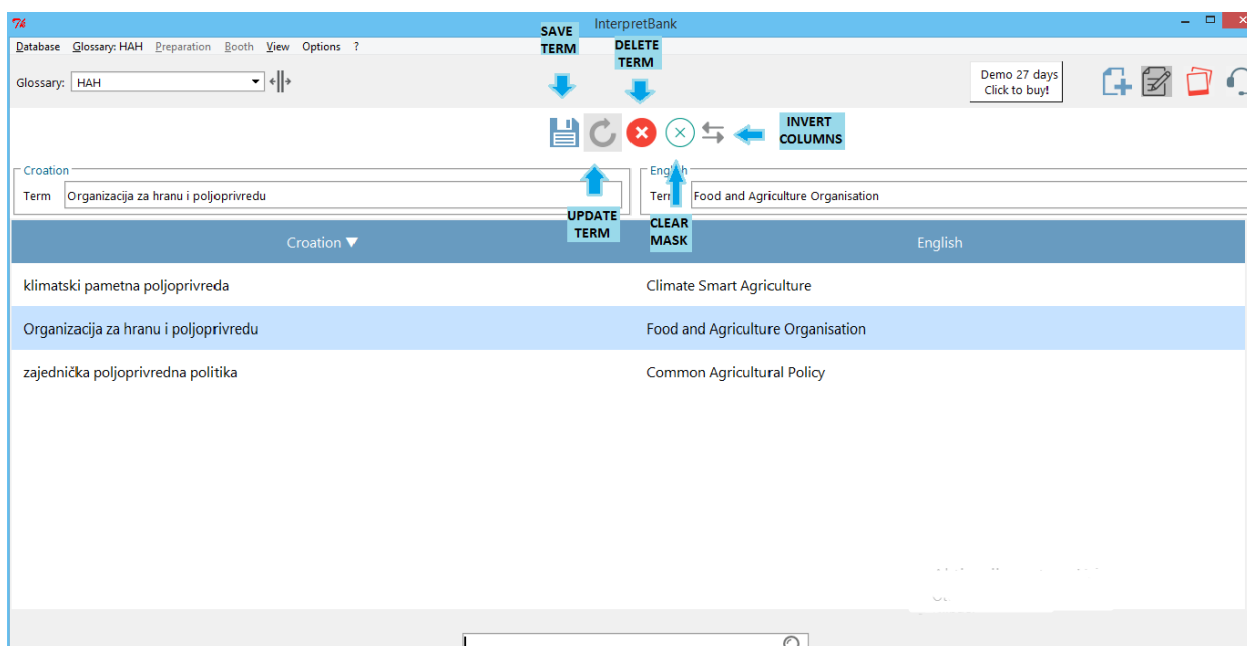 7% InterpretBank
SAVE
TERM
Database Glossary: HAH Preparation Booth View Options ?
DELETE
TERM
Glossary: HAH
Demo 27 days
Click to buy!
INVERT
COLUMNS
Croation
English
Term Organizacija za hranu i poljoprivredu
Term Food and Agriculture Organisation
UPDATE
TERM
CLEAR
MASK
Croation ▼ English
klimatski pametna poljoprivreda Climate Smart Agriculture
Organizacija za hranu i poljoprivredu Food and Agriculture Organisation
zajednička poljoprivredna politika Common Agricultural Policy